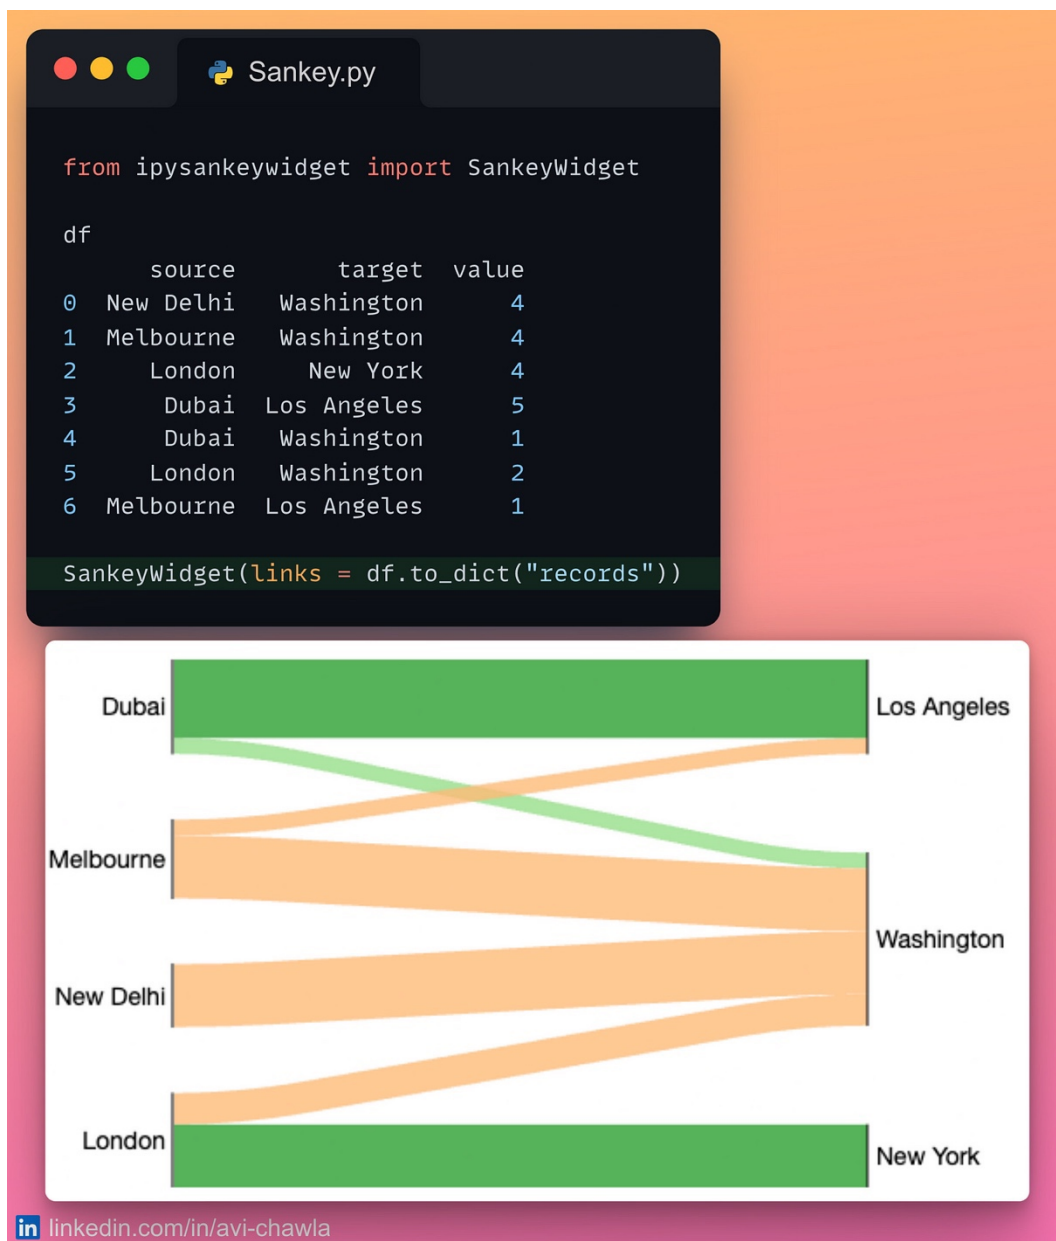 Sankey.py
from ipysankeywidget import SankeyWidget
df
source target value
0 New Delhi Washington 4
1 Melbourne Washington 4
2 London New York 4
3 Dubai Los Angeles 5
4 Dubai Washington 1
5 London Washington 2
6 Melbourne Los Angeles 1
SankeyWidget(links = df.to_dict("records"))
Dubai
Los Angeles
Melbourne
Washington
New Delhi
London
New York
in linkedin.com/in/avi-chawla